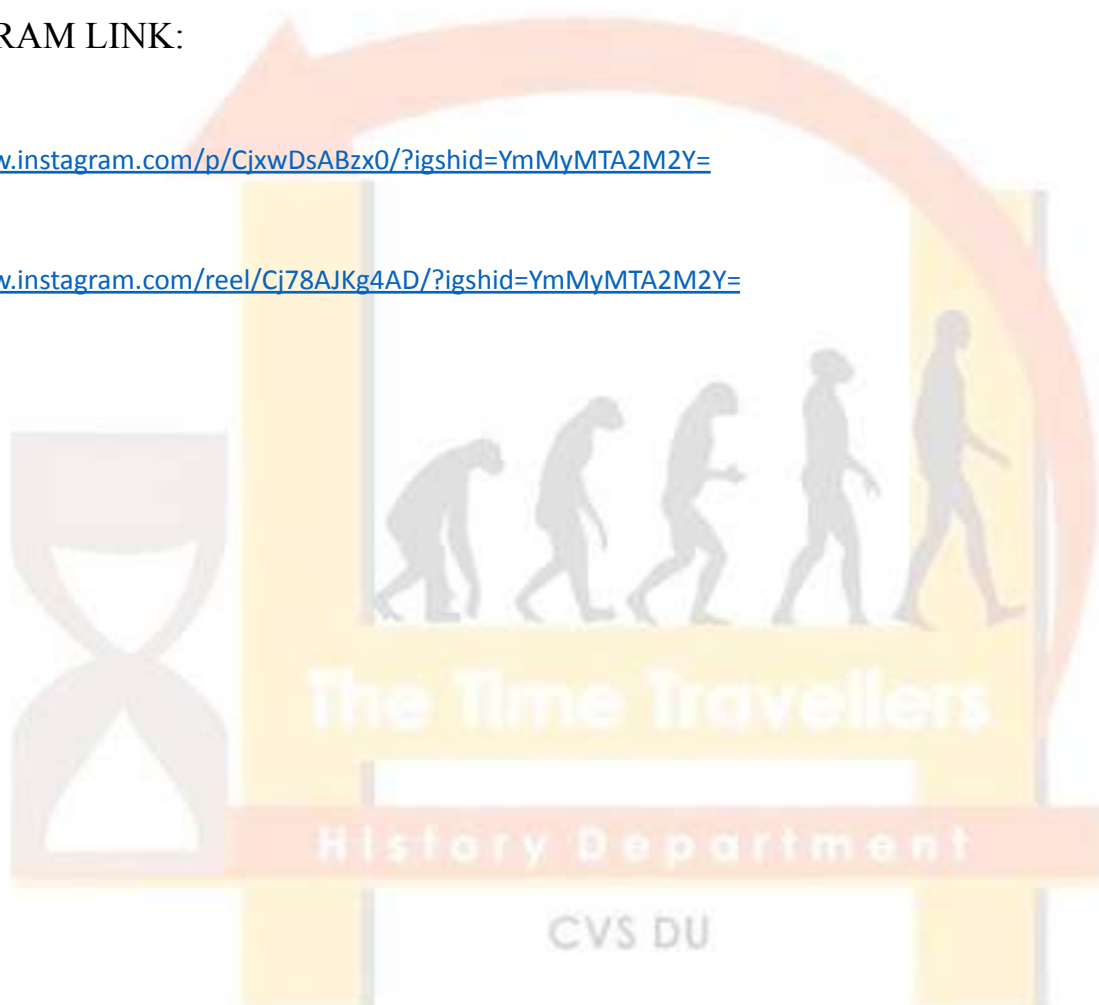 RAM LINK:
w.instagram.com/p/CjxwDsABzx0/?igshid=YmMyMTA2M2Y=
w.instagram.com/reel/Cj78AJKg4AD/?igshid=YmMyMTA2M2Y=
The Time Travellers
History Department
CVS DU